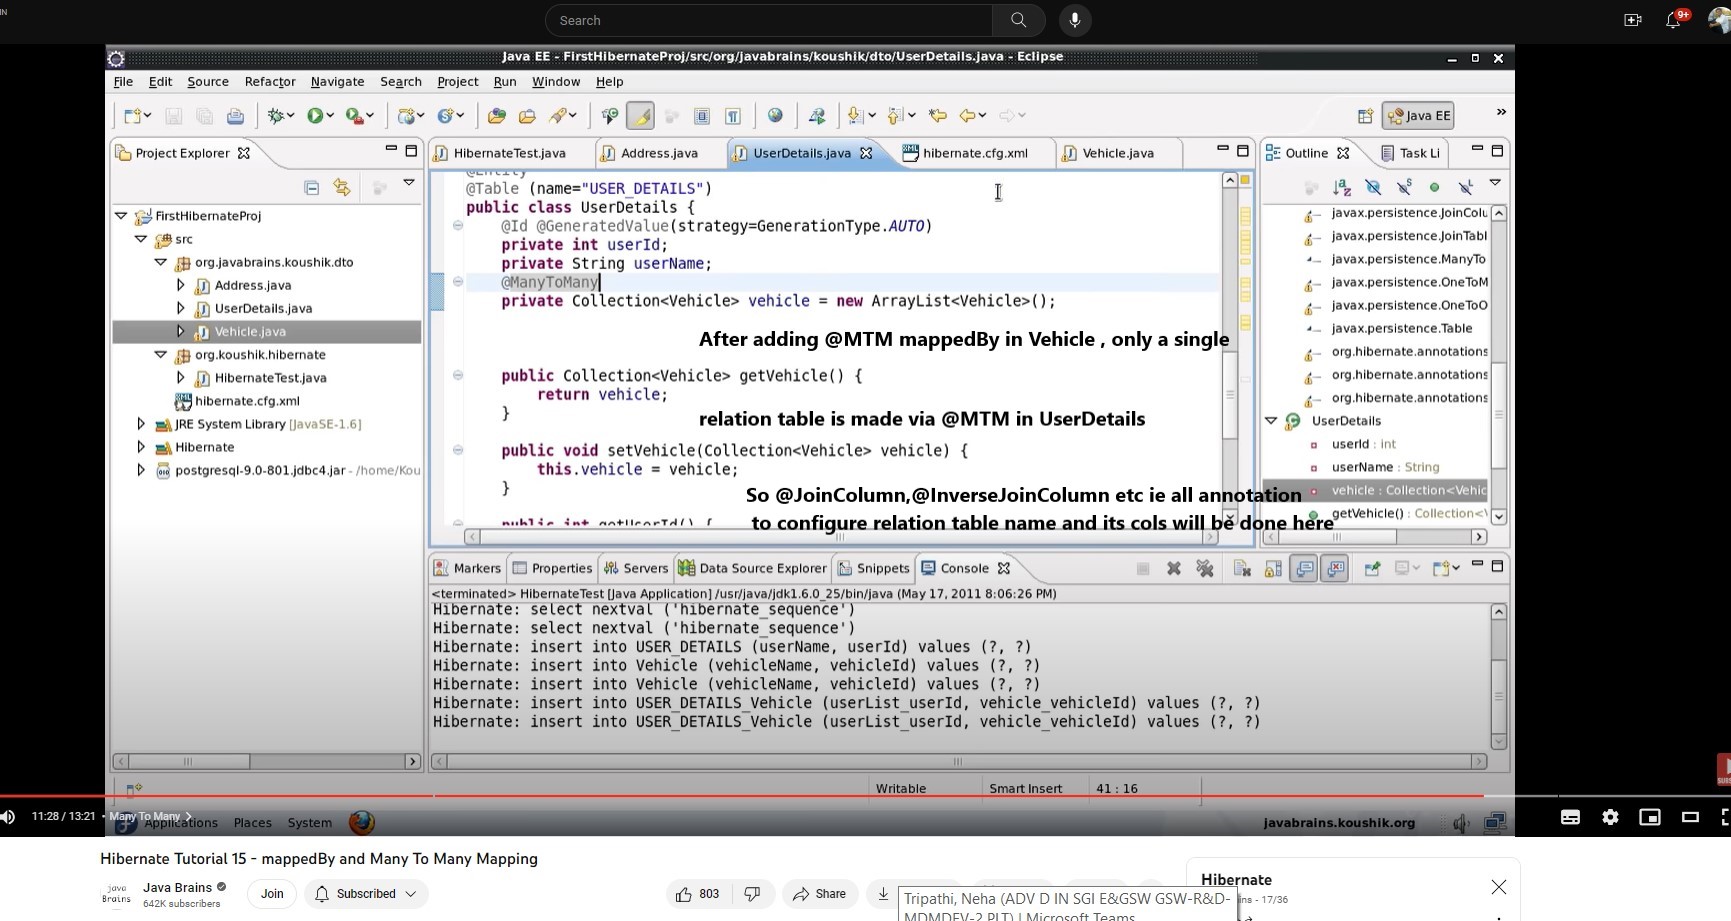 IN
Search
9+
Java EE - FirstHibernateProj/src/org/javabrains/koushik/dto/UserDetails.java - Eclipse
File Edit Source Refactor Navigate Search Project Run Window Help
Java EE
Project Explorer
HibernateTest.java
Address.java
UserDetails.java
hibernate.cfg.xml
Vehicle.java
Outline
Task Li
FirstHibernateProj
src
org.javabrains.koushik.dto
Address.java
UserDetails.java
Vehicle.java
org.koushik.hibernate
HibernateTest.java
hibernate.cfg.xml
JRE System Library [JavaSE-1.6]
Hibernate
postgresql-9.0-801.jdbc4.jar - /home/Kou
@Entity
@Table (name="USER_DETAILS")
public class UserDetails {
@Id @GeneratedValue(strategy=GenerationType.AUTO)
private int userId;
private String userName;
@ManyToMany
private Collection<Vehicle> vehicle = new ArrayList<Vehicle>();
After adding @MTM mappedBy in Vehicle , only a single
public Collection<Vehicle> getVehicle() {
return vehicle;
}
relation table is made via @MTM in UserDetails
public void setVehicle(Collection<Vehicle> vehicle) {
this.vehicle = vehicle;
}
So @JoinColumn,@InverseJoinColumn etc ie all annotation
to configure relation table name and its cols will be done here
public int getUserId() {
javax.persistence.JoinColu
javax.persistence.JoinTabl
javax.persistence.ManyTo
javax.persistence.OneToM
javax.persistence.OneToO
javax.persistence.Table
org.hibernate.annotations
org.hibernate.annotations
org.hibernate.annotations
UserDetails
userId : int
userName : String
vehicle : Collection<Vehic
getVehicle() : Collection<V
Markers
Properties
Servers
Data Source Explorer
Snippets
Console
<terminated> HibernateTest [Java Application] /usr/java/jdk1.6.0_25/bin/java (May 17, 2011 8:06:26 PM)
Hibernate: select nextval ('hibernate_sequence')
Hibernate: select nextval ('hibernate_sequence')
Hibernate: insert into USER_DETAILS (userName, userId) values (?, ?)
Hibernate: insert into Vehicle (vehicleName, vehicleId) values (?, ?)
Hibernate: insert into Vehicle (vehicleName, vehicleId) values (?, ?)
Hibernate: insert into USER_DETAILS_Vehicle (userList_userId, vehicle_vehicleId) values (?, ?)
Hibernate: insert into USER_DETAILS_Vehicle (userList_userId, vehicle_vehicleId) values (?, ?)
Writable
Smart Insert
41 : 16
SUBS
11:28 / 13:21 • Many To Many >
Applications Places System
javabrains.koushik.org
Hibernate Tutorial 15 - mappedBy and Many To Many Mapping
java
Brains
Java Brains
642K subscribers
Join
Subscribed
803
Share
Hibernate
ins - 17/36
Tripathi, Neha (ADV D IN SGI E&GSW GSW-R&D-
MDMDEV-2 PLT) | Microsoft Teams